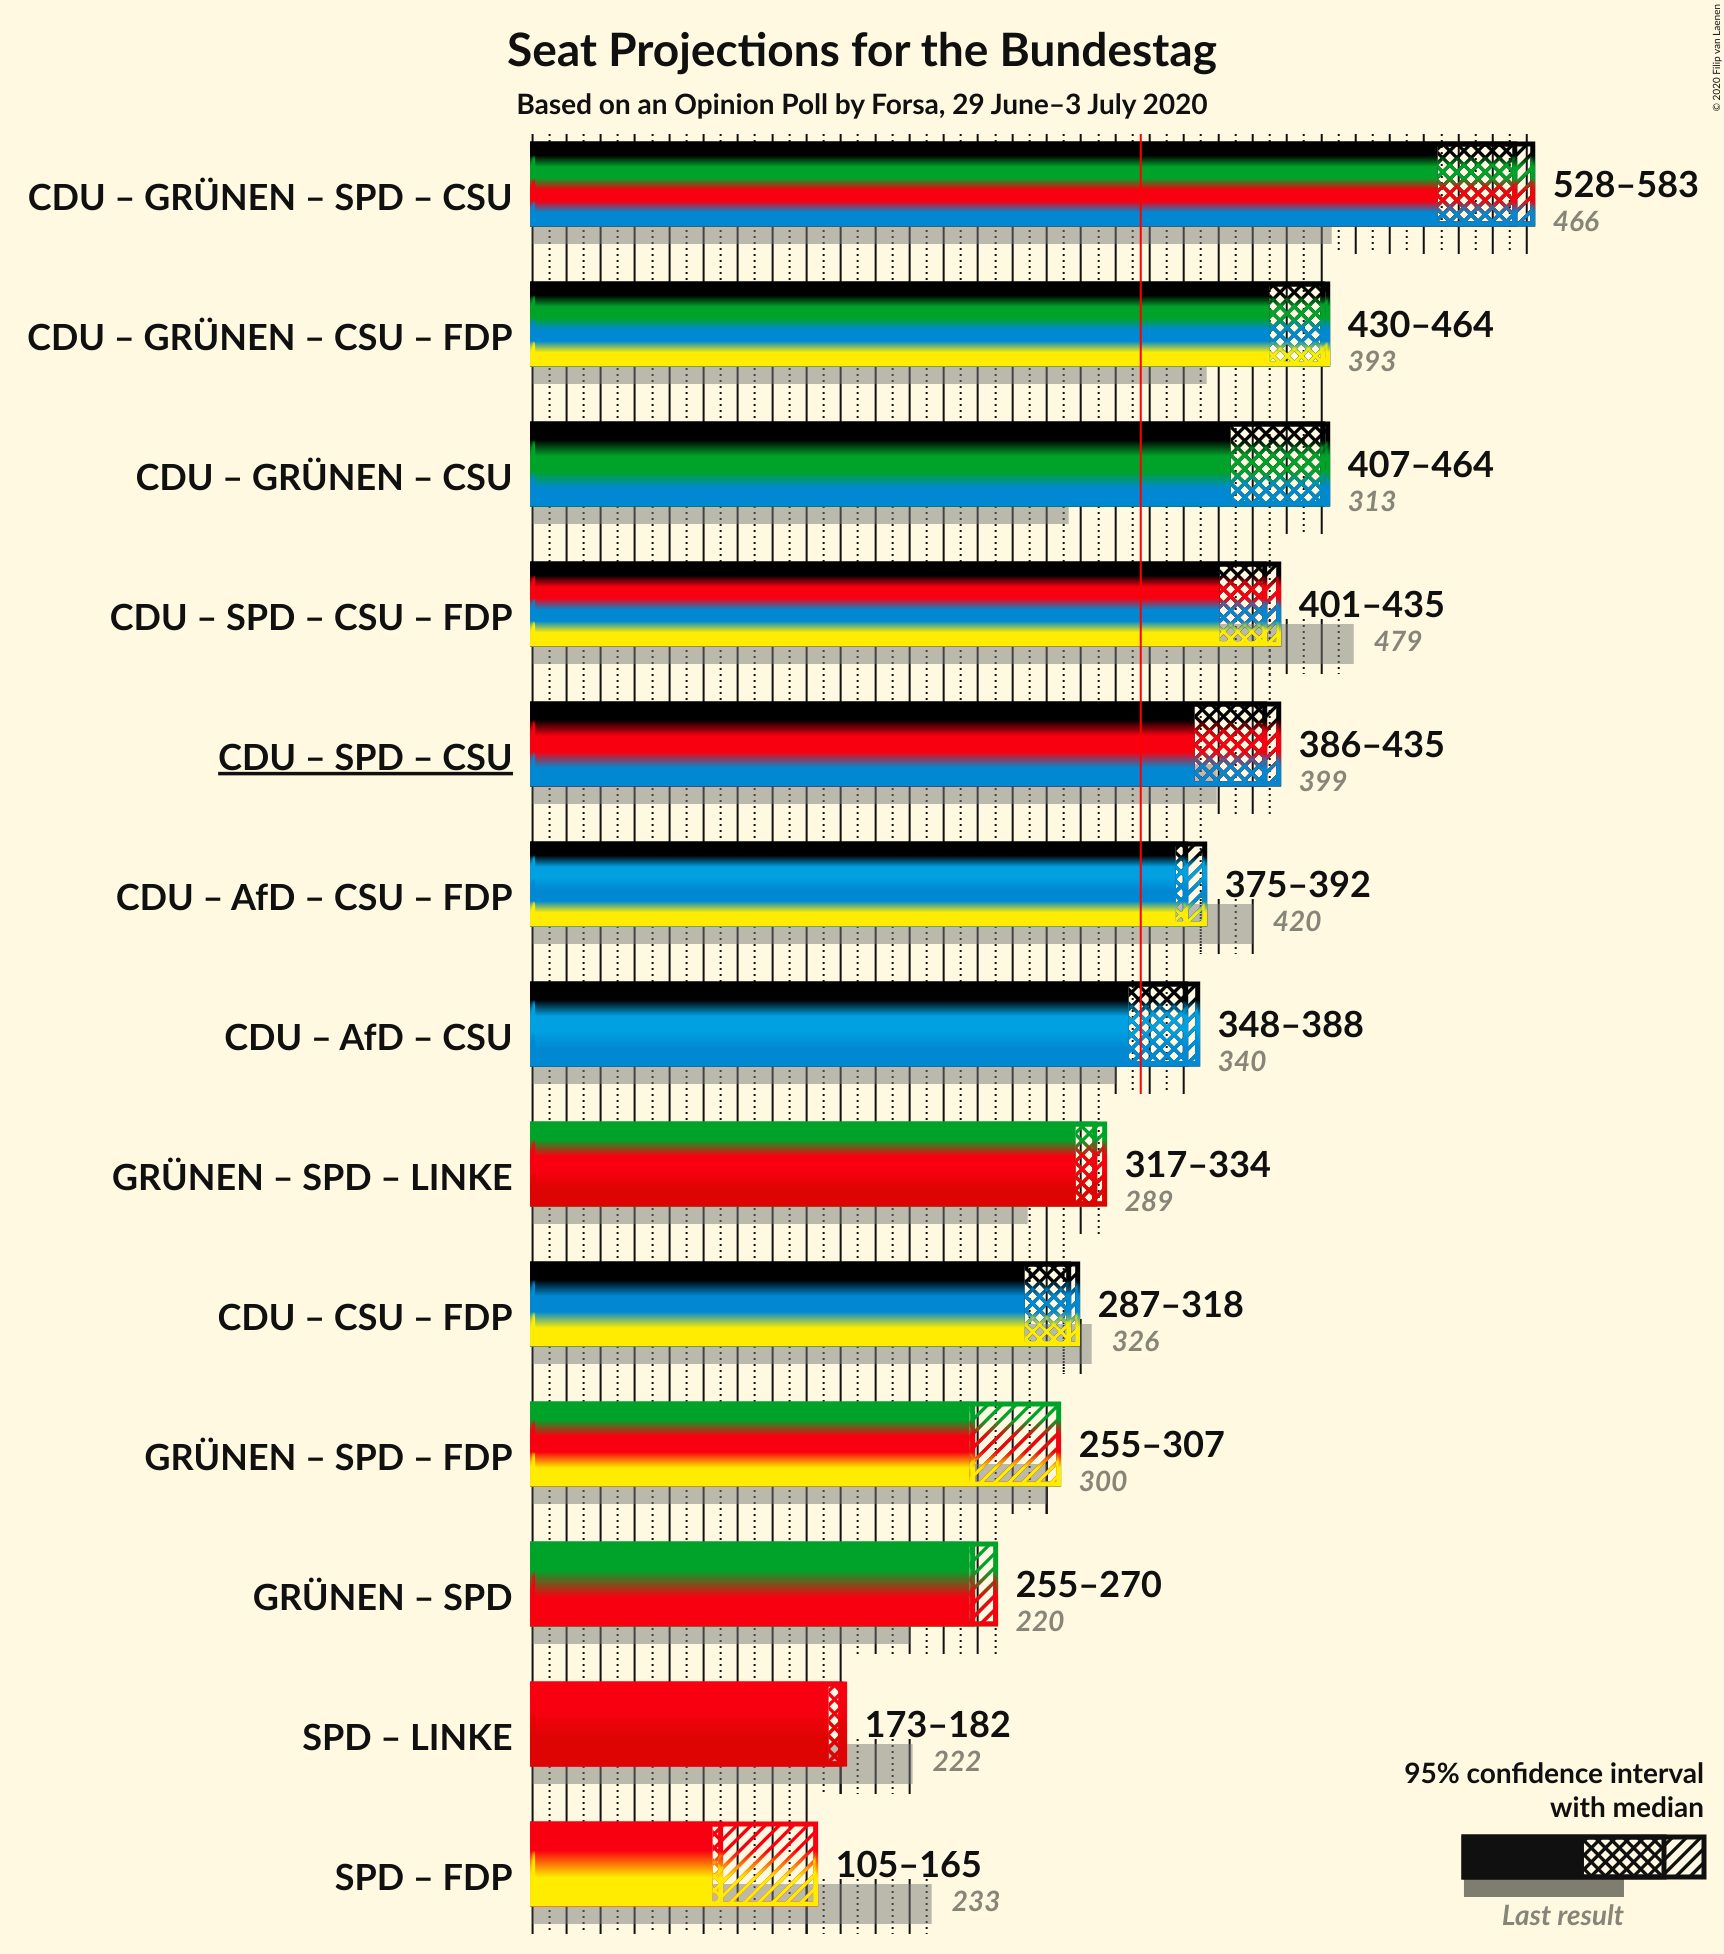 Seat Projections for the Bundestag
Based on an Opinion Poll by Forsa, 29 June–3 July 2020
© 2020 Filip van Laenen
CDU – GRÜNEN – SPD – CSU
528–583
466
CDU – GRÜNEN – CSU – FDP
430–464
393
CDU – GRÜNEN – CSU
407–464
313
CDU – SPD – CSU – FDP
401–435
479
CDU – SPD – CSU
386–435
399
CDU – AfD – CSU – FDP
375–392
420
CDU – AfD – CSU
348–388
340
GRÜNEN – SPD – LINKE
317–334
289
CDU – CSU – FDP
287–318
326
GRÜNEN – SPD – FDP
255–307
300
GRÜNEN – SPD
255–270
220
SPD – LINKE
173–182
222
SPD – FDP
105–165
233
95% confidence interval
with median
Last result